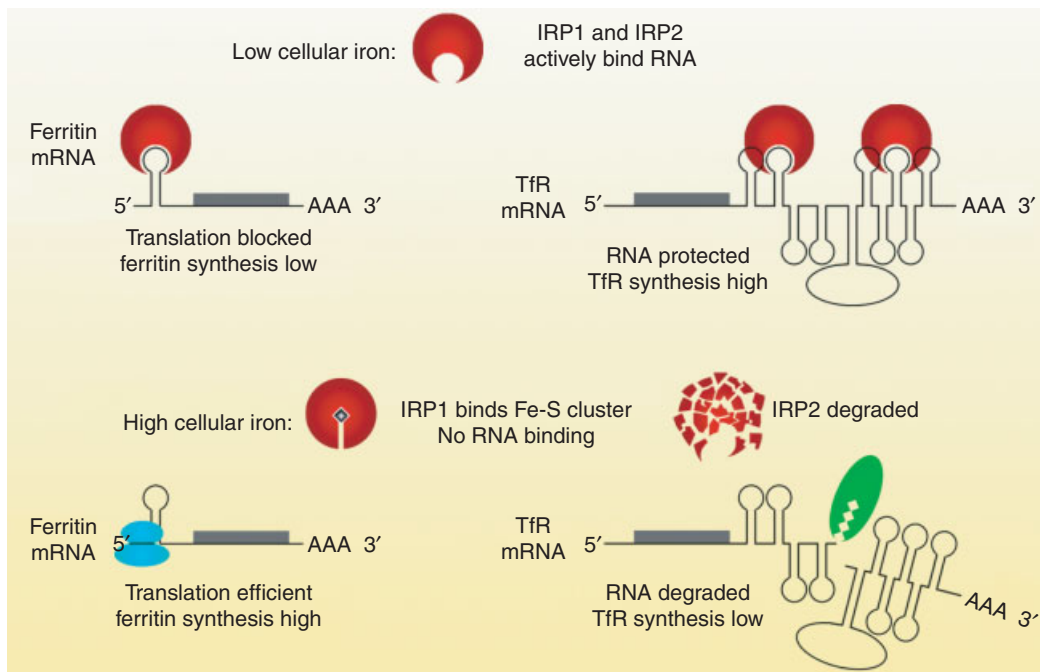 Low cellular iron:
IRP1 and IRP2
actively bind RNA
Ferritin
mRNA
5′
AAA 3′
Translation blocked
ferritin synthesis low
TfR
mRNA
5′
AAA 3′
RNA protected
TfR synthesis high
High cellular iron:
IRP1 binds Fe-S cluster
No RNA binding
IRP2 degraded
Ferritin
mRNA
5′
AAA 3′
Translation efficient
ferritin synthesis high
TfR
mRNA
5′
AAA 3′
RNA degraded
TfR synthesis low